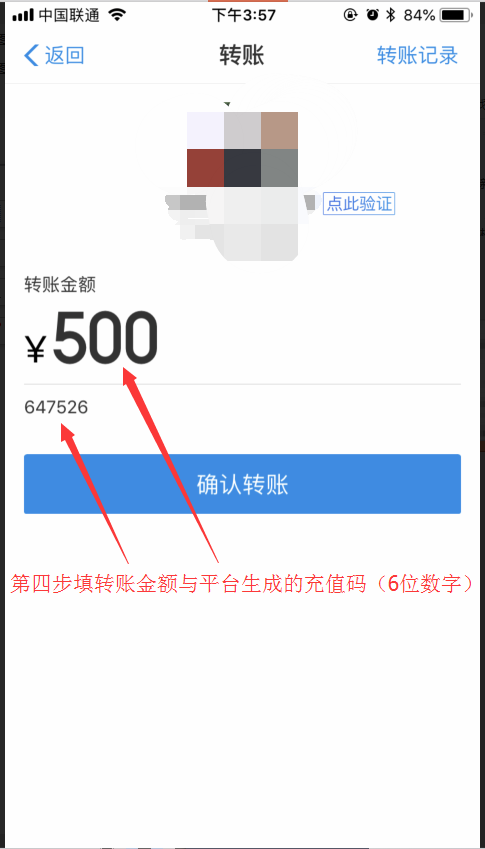 中国联通 下午3:57 84%
返回 转账 转账记录
点此验证
转账金额
¥500
647526
确认转账
第四步填转账金额与平台生成的充值码（6位数字）